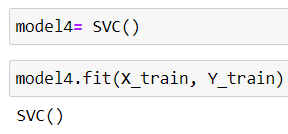 model4= SVC()
model4.fit(X_train, Y_train)
SVC()